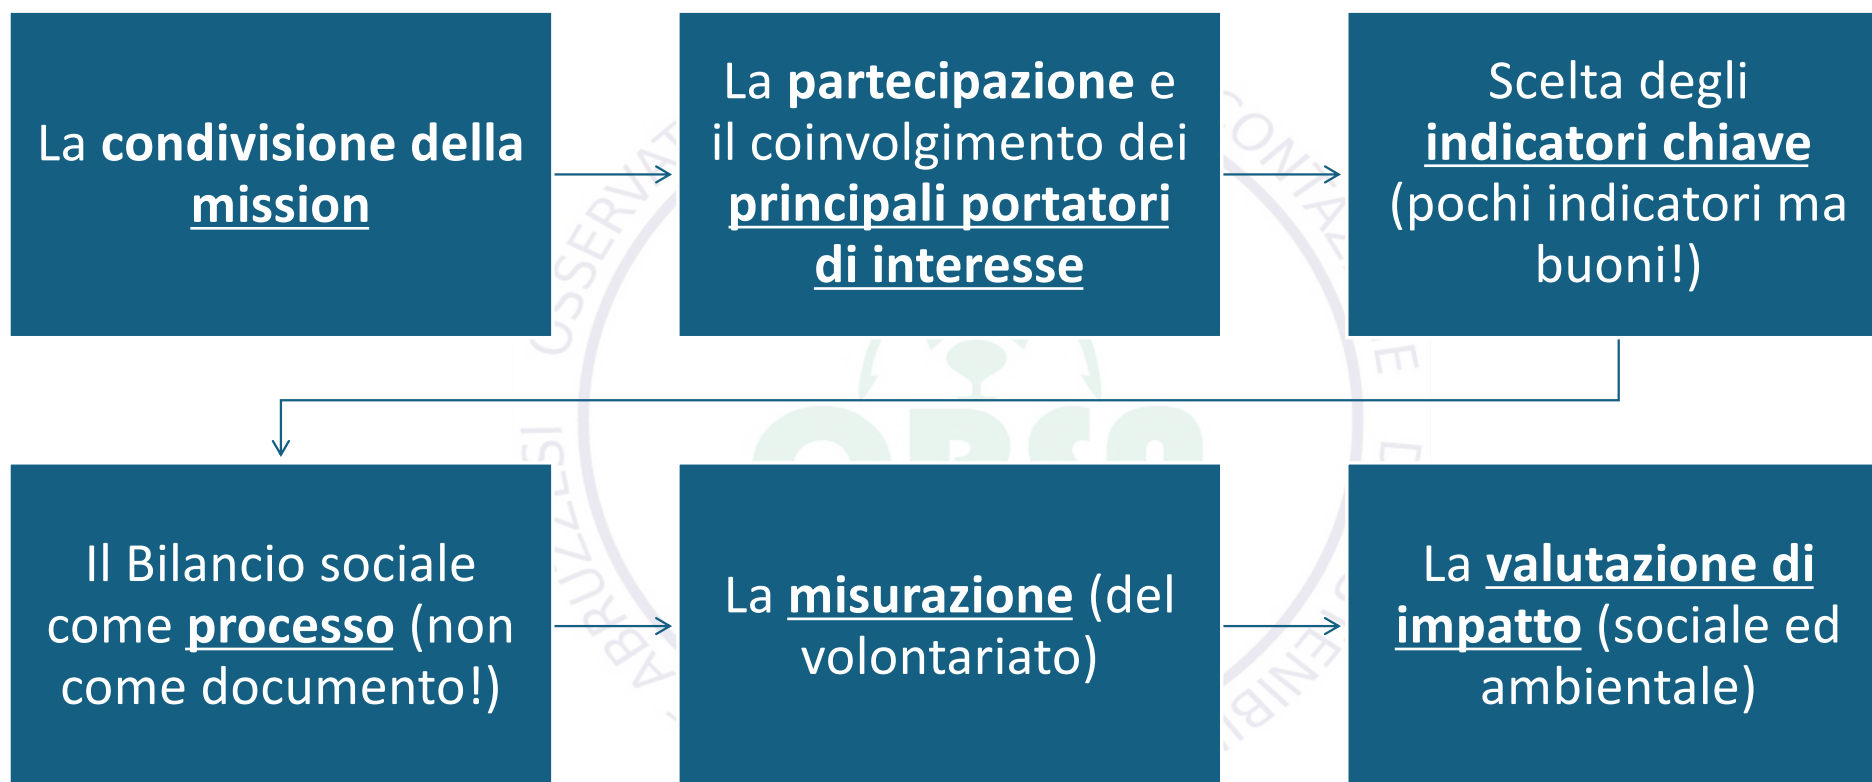 La condivisione della
mission
La partecipazione e
il coinvolgimento dei
principali portatori
di interesse
Scelta degli
indicatori chiave
(pochi indicatori ma
buoni!)
Il Bilancio sociale
come processo (non
come documento!)
La misurazione (del
volontariato)
La valutazione di
impatto (sociale ed
ambientale)